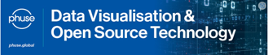 phuse
Data Visualisation &
Open Source Technology
phuse.global